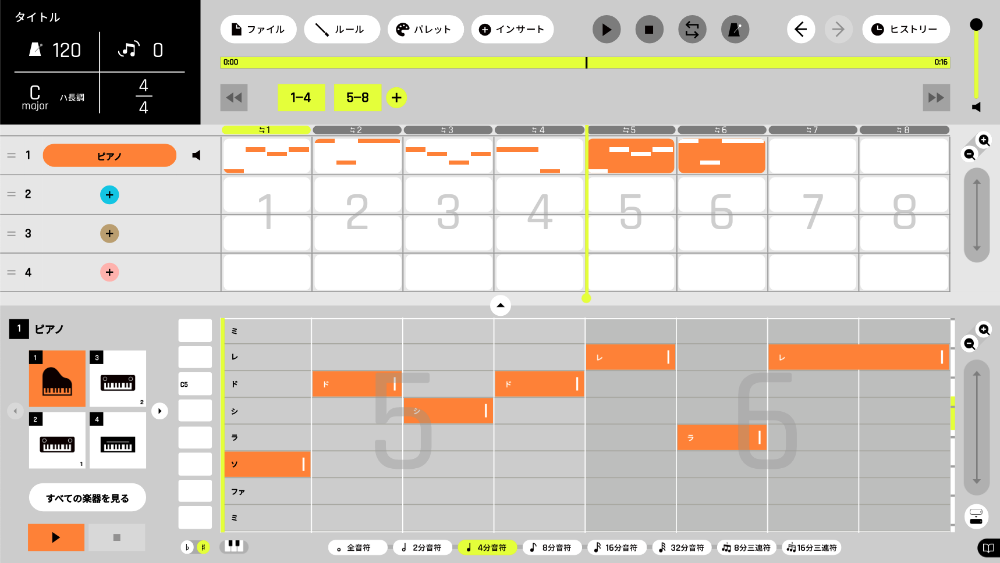 タイトル
120
0
C
major
ハ長調
4
4
ファイル
ルール
パレット
インサート
ヒストリー
0:00
0:16
1–4
5–8
1
2
3
4
5
6
7
8
1
ピアノ
2
3
4
1
2
3
4
5
6
7
8
1
ピアノ
1
3
2
2
4
1
すべての楽器を見る
C5
ミ
レ
レ
レ
ド
ド
ド
シ
シ
ラ
ラ
ソ
ファ
ミ
5
6
♭
♯
全音符
2分音符
4分音符
8分音符
16分音符
32分音符
8分三連符
16分三連符